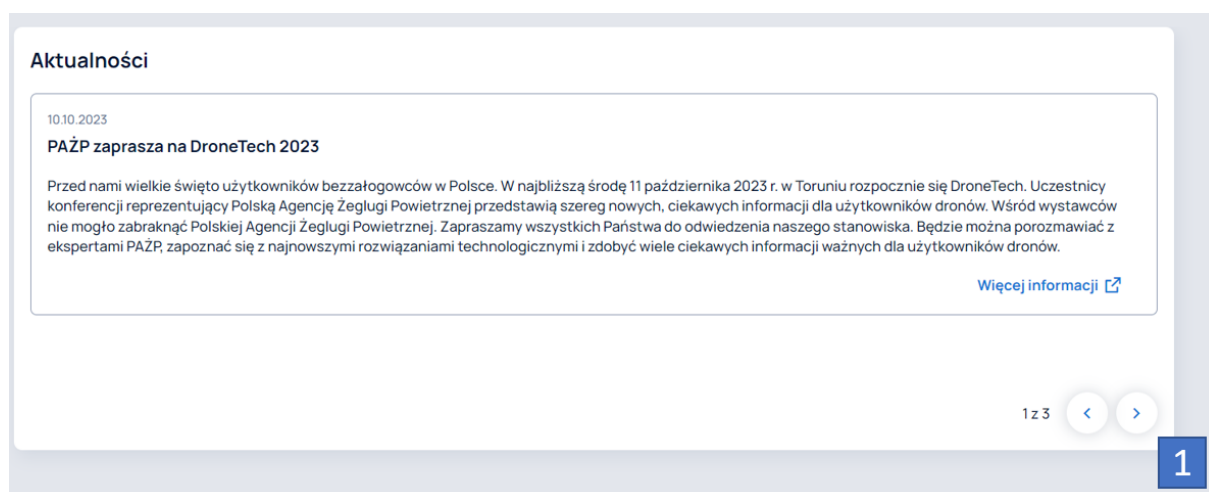 Aktualności
10.10.2023
PAŻP zaprasza na DroneTech 2023
Przed nami wielkie święto użytkowników bezzałogowców w Polsce. W najbliższą środę 11 października 2023 r. w Toruniu rozpocznie się DroneTech. Uczestnicy
konferencji reprezentujący Polską Agencję Żeglugi Powietrznej przedstawią szereg nowych, ciekawych informacji dla użytkowników dronów. Wśród wystawców
nie mogło zabraknąć Polskiej Agencji Żeglugi Powietrznej. Zapraszamy wszystkich Państwa do odwiedzenia naszego stanowiska. Będzie można porozmawiać z
ekspertami PAŻP, zapoznać się z najnowszymi rozwiązaniami technologicznymi i zdobyć wiele ciekawych informacji ważnych dla użytkowników dronów.
Więcej informacji
1 z 3
1